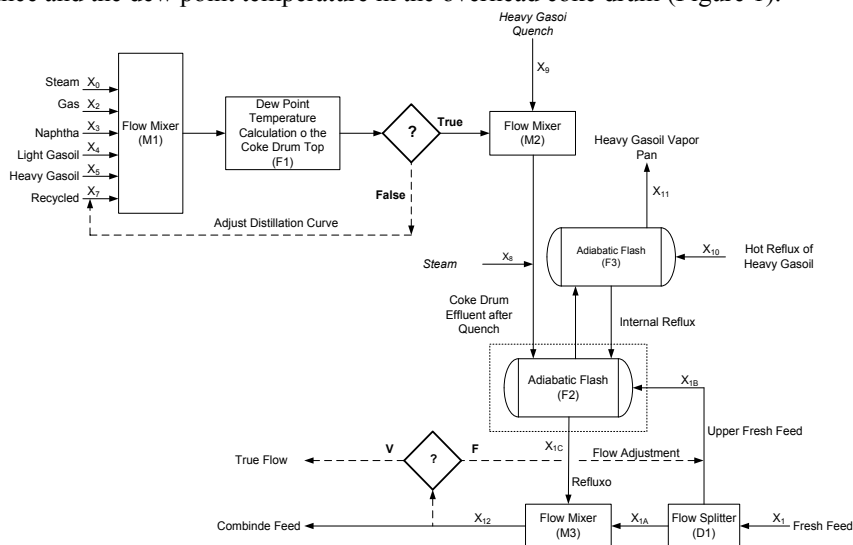 nce and the dew point temperature in the overhead coke drum (Figure 1).
Heavy Gasoi
Quench
X9
Steam X0
Gas X2
Naphtha X3
Light Gasoil X4
Heavy Gasoil X5
Recycled X7
Flow Mixer
(M1)
Dew Point
Temperature
Calculation o the
Coke Drum Top
(F1)
?
True
False
Adjust Distillation Curve
Flow Mixer
(M2)
Heavy Gasoil Vapor
Pan
X11
Adiabatic Flash
(F3)
X10
Hot Reflux of
Heavy Gasoil
Steam
X8
Coke Drum
Effluent after
Quench
Internal Reflux
Adiabatic Flash
(F2)
X1B
Upper Fresh Feed
X1C
V
?
F
Flow Adjustment
True Flow
Refluxo
Combinde Feed
X12
Flow Mixer
(M3)
X1A
Flow Splitter
(D1)
X1
Fresh Feed